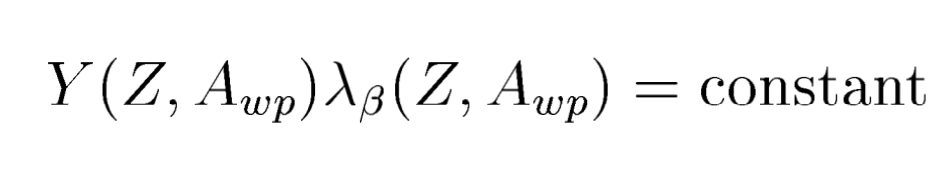 Y(Z, A_{wp})λ_β(Z, A_{wp}) = constant